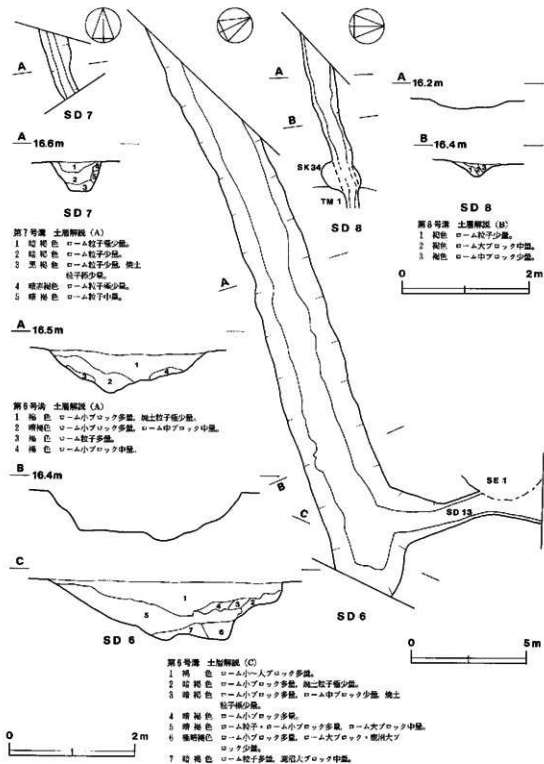 A
SD 7
A
16.6m
1
2
3
4
5
SD 7
第7号溝 土層解説(A)
1 暗褐色 ローム粒子極少量。
2 暗褐色 ローム粒子少量。
3 黒褐色 ローム粒子少量、焼土
粒子極少量。
4 暗赤褐色 ローム粒子極少量。
5 暗褐色 ローム粒子中量。
A
16.5m
1
2
3
4
第6号溝 土層解説(A)
1 褐色 ローム小ブロック多量、焼土粒子極少量。
2 暗褐色 ローム小ブロック多量、ローム中ブロック中量。
3 褐色 ローム粒子多量。
4 褐色 ローム小ブロック中量。
B
16.4m
C
1
5
4
3
2
7
6
SD 6
A
B
C
SD 6
SD 13
SE 1
A
B
SK34
TM 1
SD 8
A
16.2m
B
16.4m
1
2
3
SD 8
第8号溝 土層解説(B)
1 褐色 ローム粒子少量。
2 褐色 ローム大ブロック中量。
3 褐色 ローム中ブロック少量。
0
2m
0
5m
第6号溝 土層解説(C)
1 褐色 ローム小~大ブロック多量。
2 暗褐色 ローム小ブロック多量、焼土粒子極少量。
3 暗褐色 ローム小ブロック多量、ローム中ブロック少量、焼土
粒子極少量。
4 暗褐色 ローム小ブロック多量。
5 暗褐色 ローム粒子・ローム小ブロック多量、ローム大ブロック中量。
6 極暗褐色 ローム小ブロック多量、ローム大ブロック・鹿沼大ブ
ロック少量。
7 暗褐色 ローム粒子多量、鹿沼大ブロック中量。
0
2m